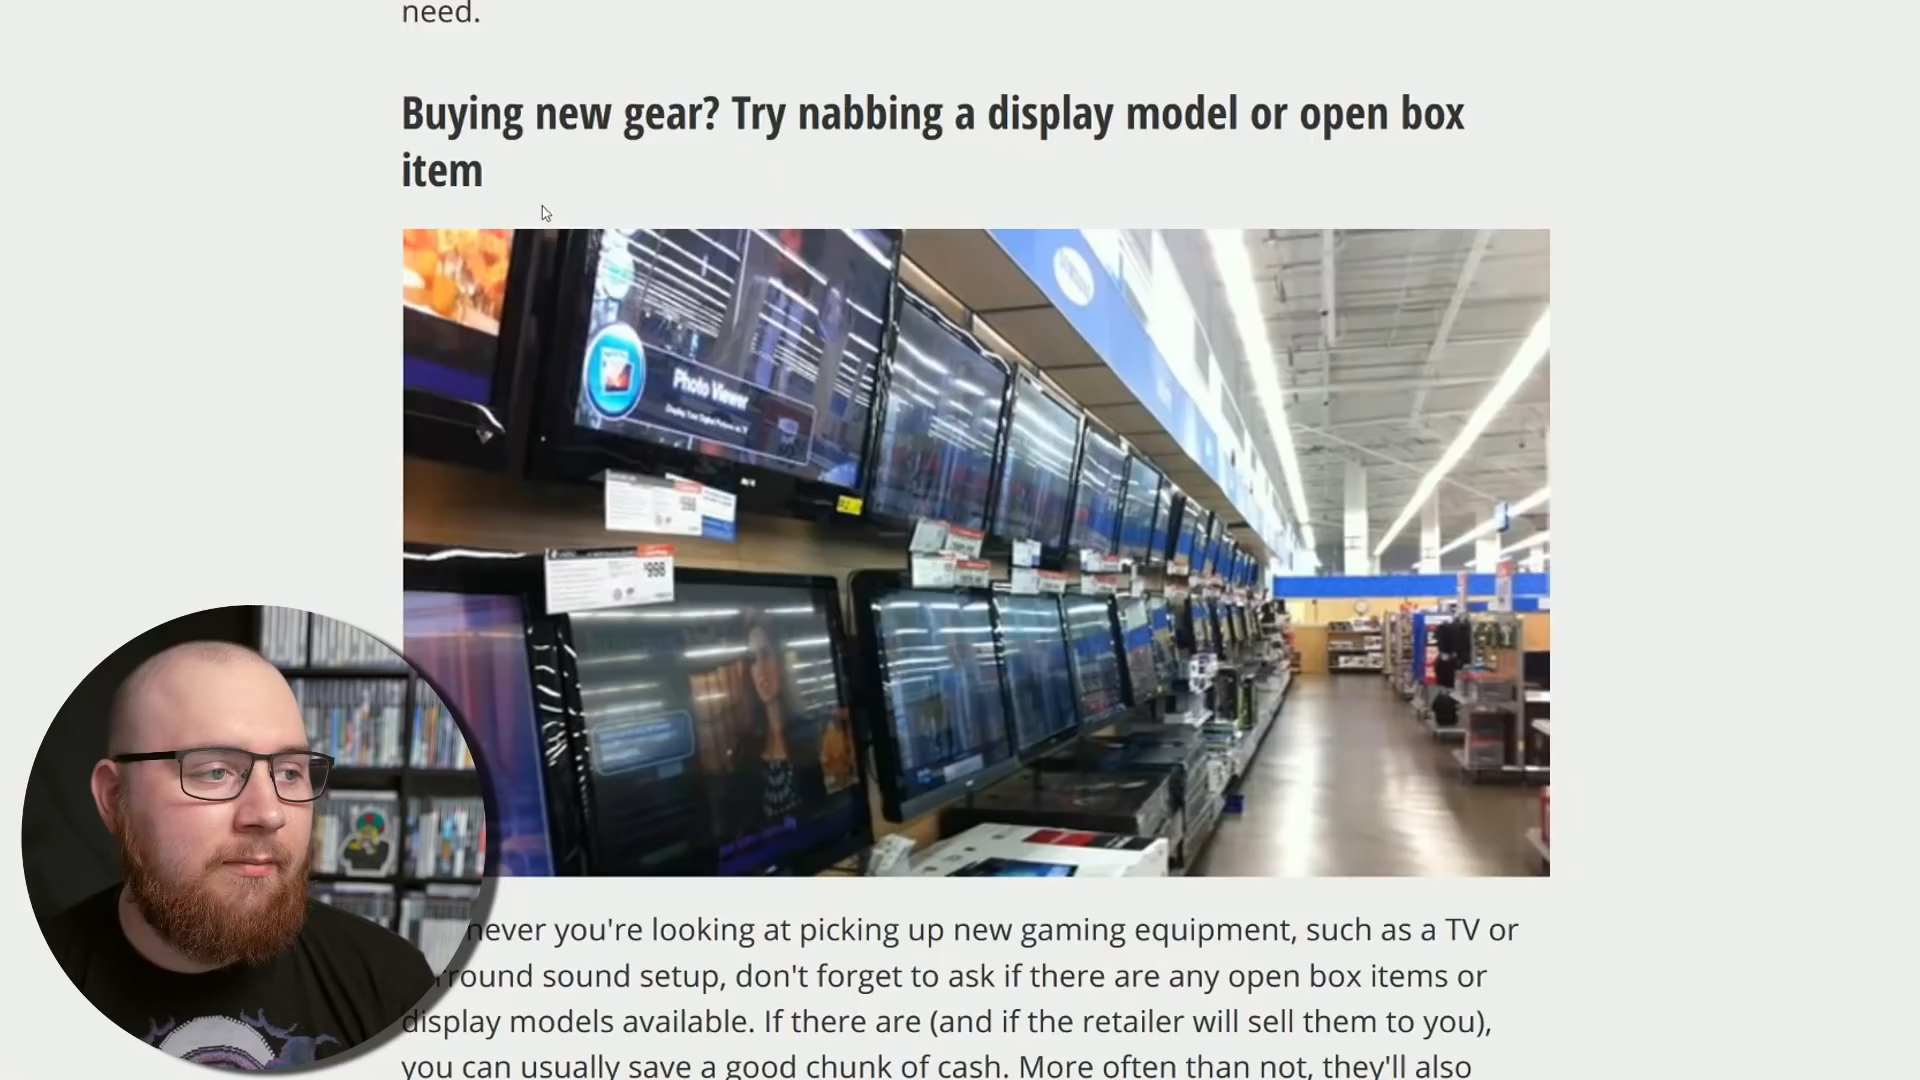 need.
Buying new gear? Try nabbing a display model or open box
item
Photo Viewer
$998
never you're looking at picking up new gaming equipment, such as a TV or
round sound setup, don't forget to ask if there are any open box items or
display models available. If there are (and if the retailer will sell them to you),
you can usually save a good chunk of cash. More often than not, they'll also